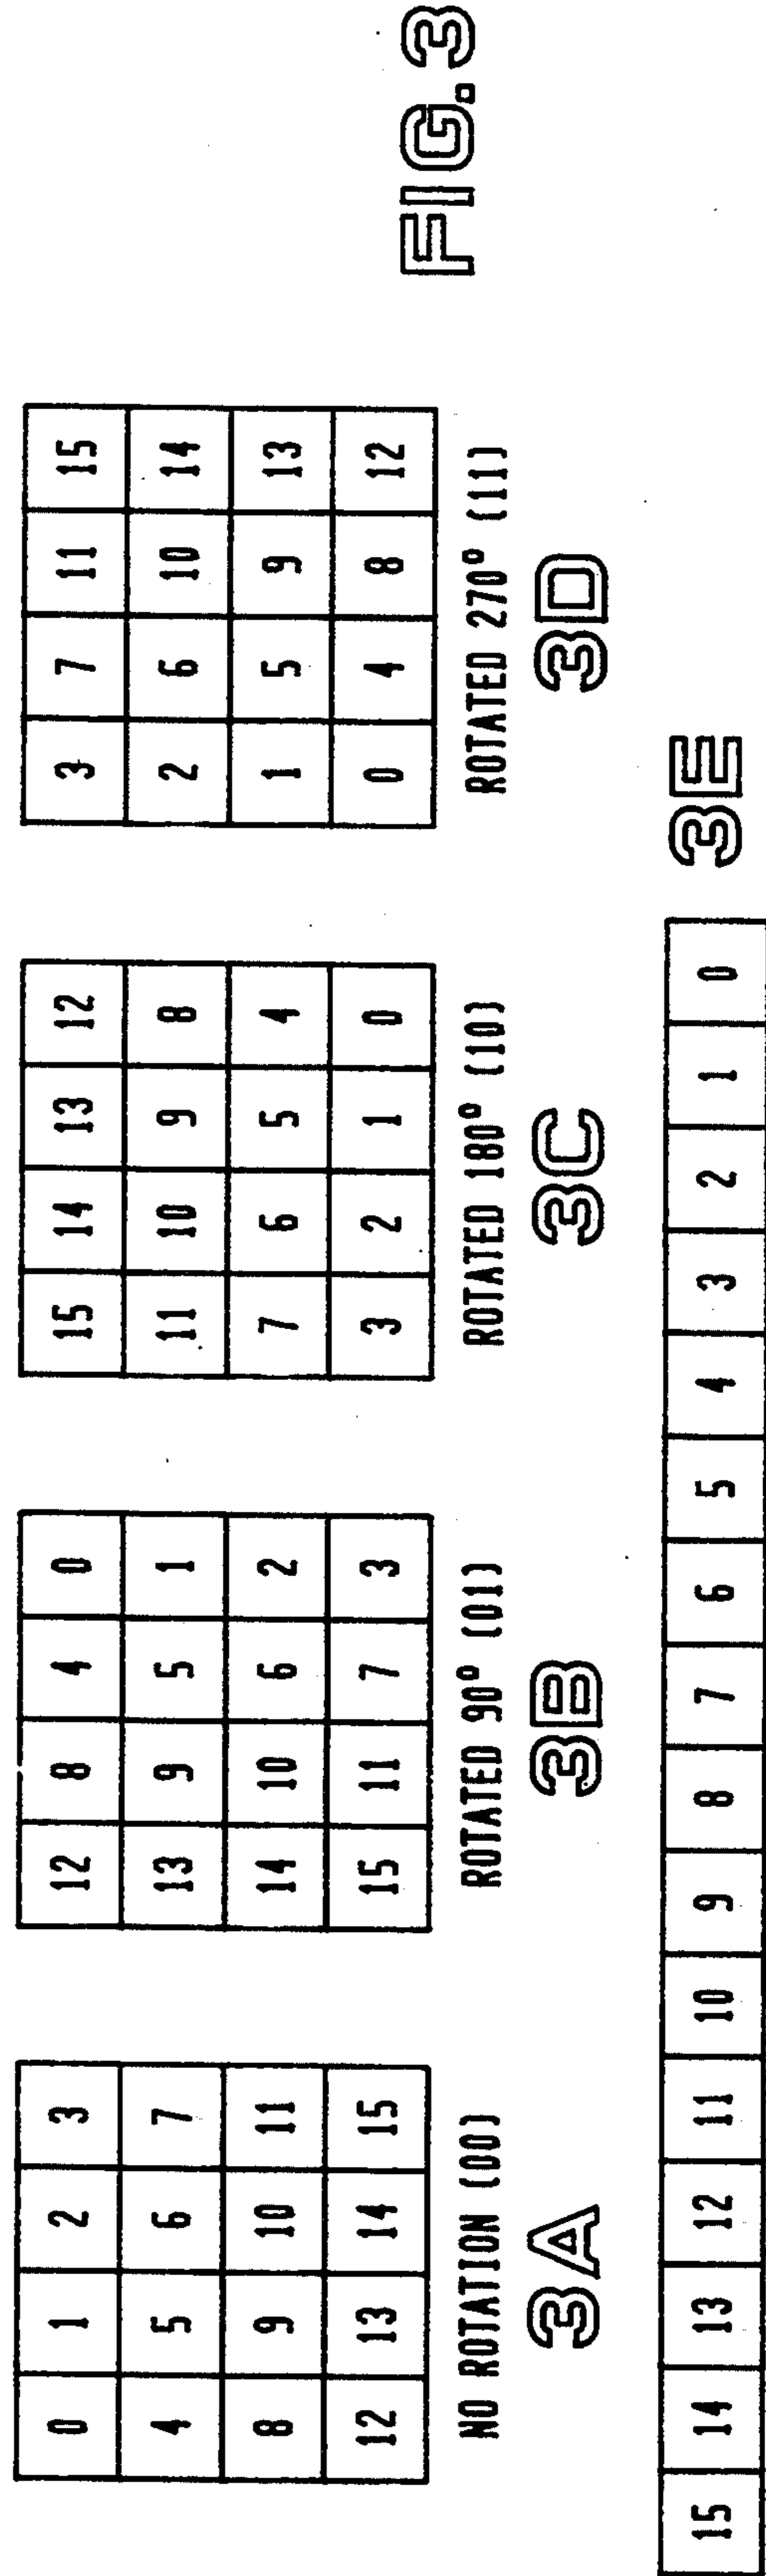 0 1 2 3
4 5 6 7
8 9 10 11
12 13 14 15
NO ROTATION (00)
3A
12 8 4 0
13 9 5 1
14 10 6 2
15 11 7 3
ROTATED 90° (01)
3B
15 14 13 12
11 10 9 8
7 6 5 4
3 2 1 0
ROTATED 180° (10)
3C
3 7 11 15
2 6 10 14
1 5 9 13
0 4 8 12
ROTATED 270° (11)
3D
15 14 13 12 11 10 9 8 7 6 5 4 3 2 1 0
3E
FIG. 3